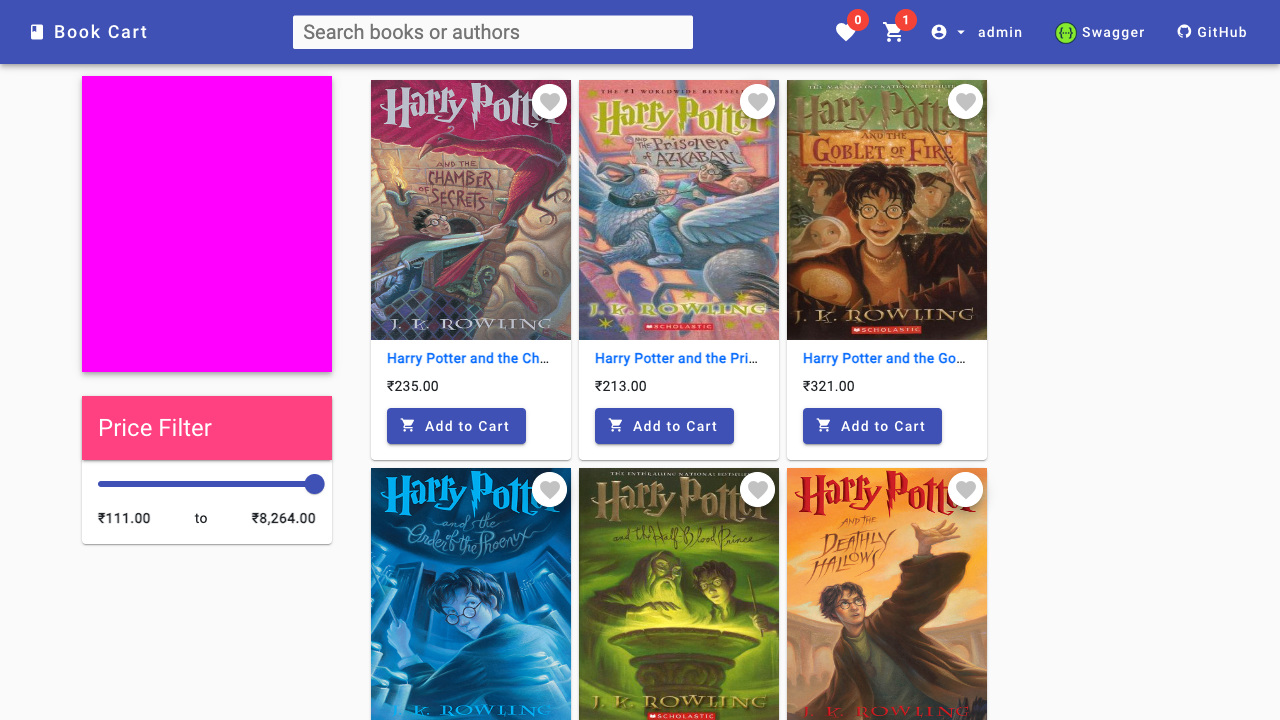 Book Cart
Search books or authors
0
1
admin
Swagger
GitHub
Harry Potter
AND THE
CHAMBER
OF
SECRETS
J. K. ROWLING
THE #1 WORLDWIDE BESTSELLER
Harry Potter
AND THE
Prisoner
of
AZKABAN
J. K. ROWLING
SCHOLASTIC
Harry Potter
AND THE
GOBLET OF FIRE
J. K. ROWLING
SCHOLASTIC
Harry Potter and the Ch...
Harry Potter and the Pri...
Harry Potter and the Go...
₹235.00
₹213.00
₹321.00
Add to Cart
Add to Cart
Add to Cart
Price Filter
₹111.00
to
₹8,264.00
Harry Potter
and the
Order of the Phoenix
K. ROWLING
Harry Potter
and the Half-Blood Prince
J. K. ROWLING
SCHOLASTIC
Harry Potter
AND THE
DEATHLY
HALLOWS
J. K. ROWLING